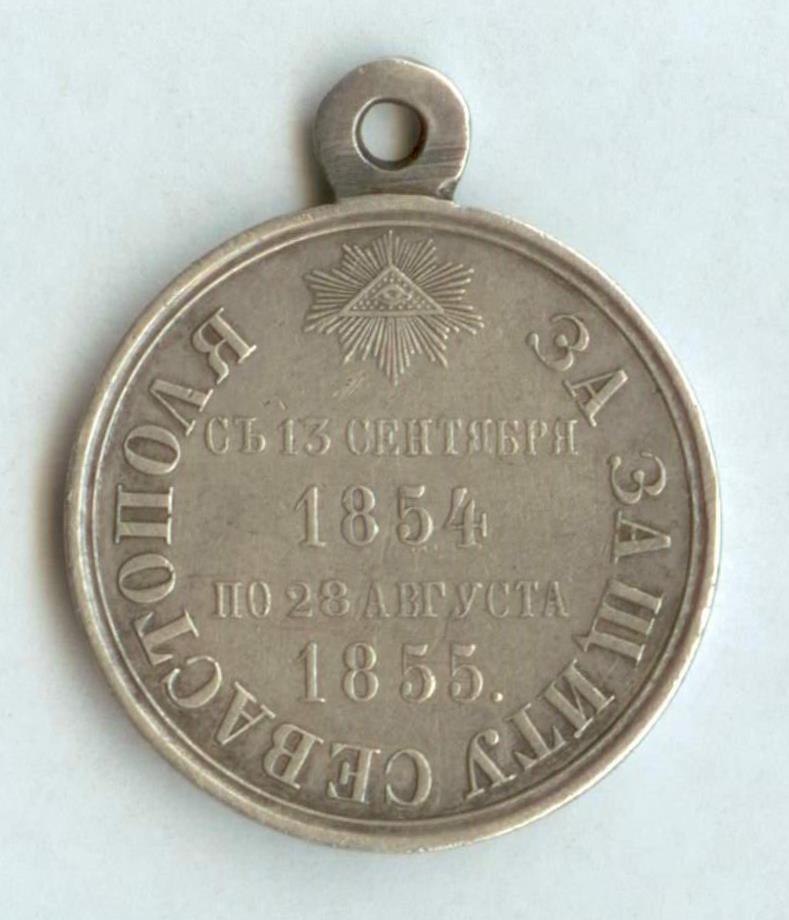 ЗА ЗАЩИТУ СЕВАСТОПОЛЯ
СЪ 13 СЕНТЯБРЯ
1854
ПО 28 АВГУСТА
1855.